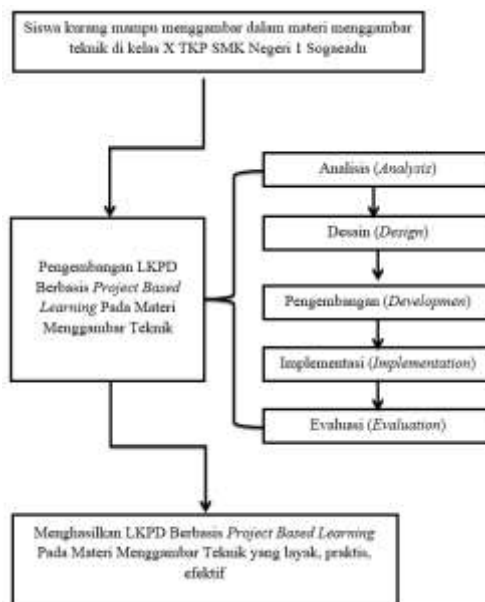 Siswa kurang mampu menggambar dalam materi menggambar
teknik di kelas X TKP SMK Negeri 1 Sogaeadu
Analisis (Analysis)
Desain (Design)
Pengembangan LKPD
Berbasis Project Based
Learning Pada Materi
Menggambar Teknik
Pengembangan (Developmen)
Implementasi (Implementation)
Evaluasi (Evaluation)
Menghasilkan LKPD Berbasis Project Based Learning
Pada Materi Menggambar Teknik yang layak, praktis,
efektif